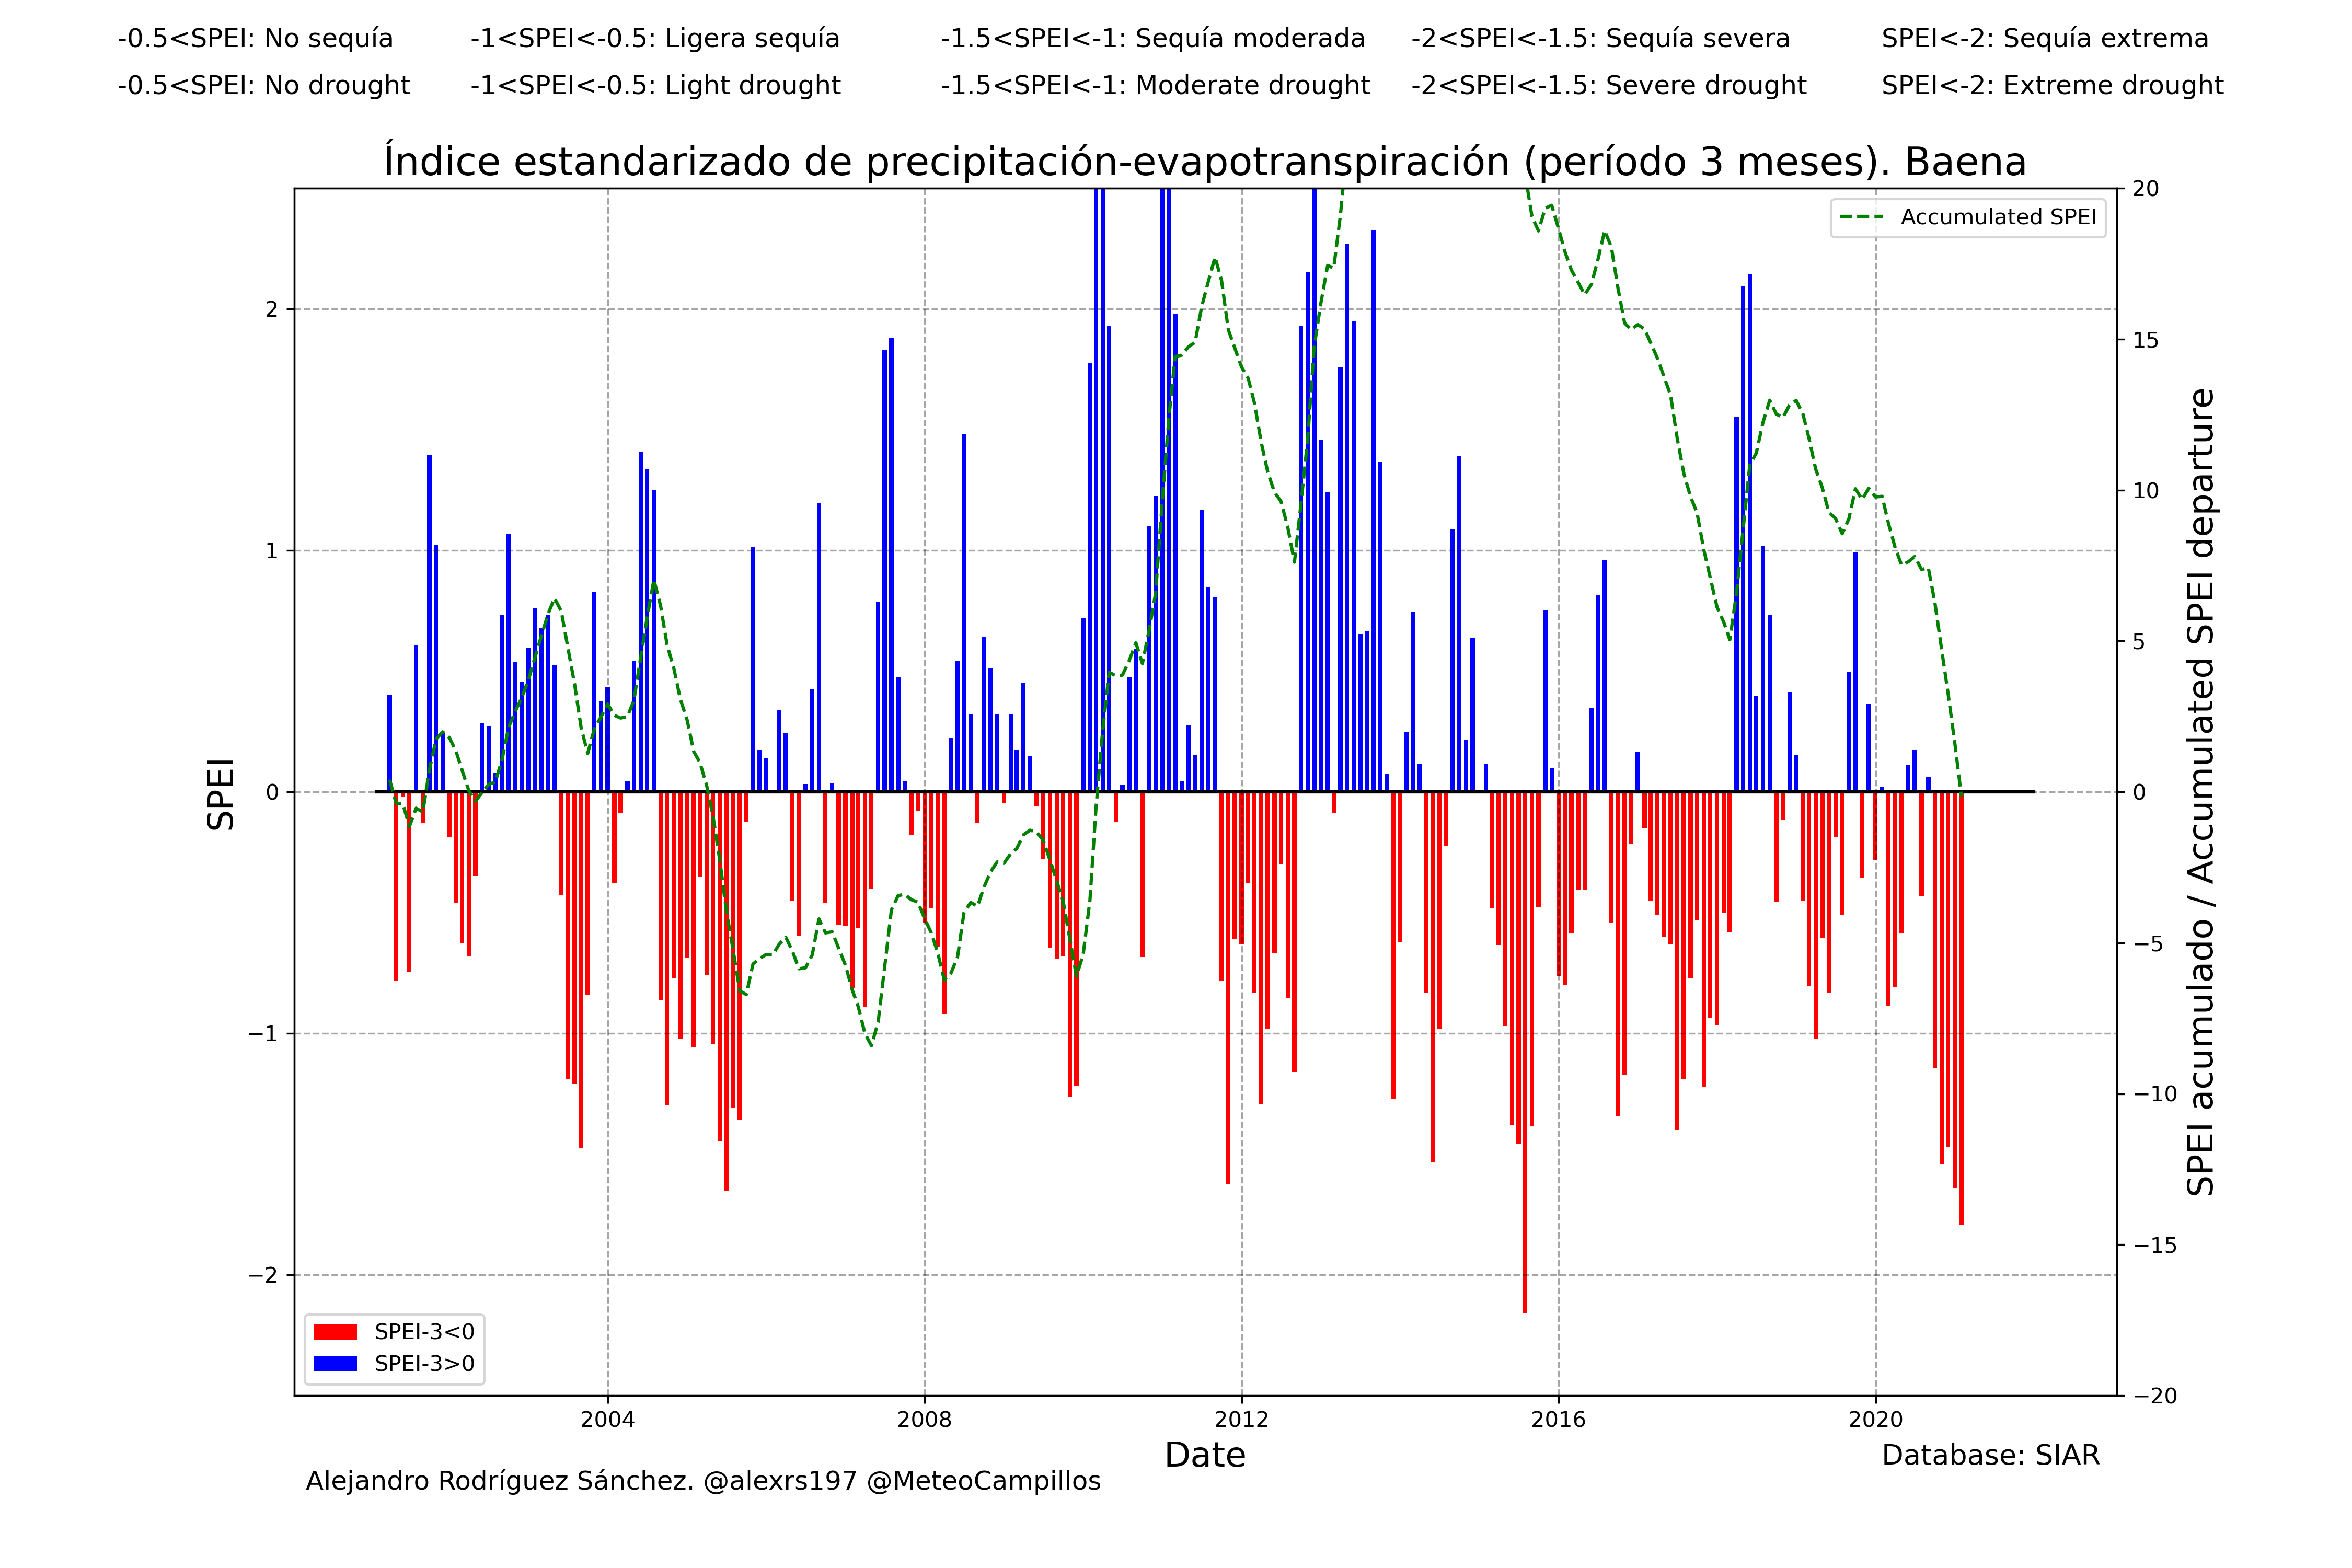 -0.5<SPEI: No sequía -1<SPEI<-0.5: Ligera sequía -1.5<SPEI<-1: Sequía moderada -2<SPEI<-1.5: Sequía severa SPEI<-2: Sequía extrema
-0.5<SPEI: No drought -1<SPEI<-0.5: Light drought -1.5<SPEI<-1: Moderate drought -2<SPEI<-1.5: Severe drought SPEI<-2: Extreme drought
Índice estandarizado de precipitación-evapotranspiración (período 3 meses). Baena
Accumulated SPEI
SPEI
2
1
0
−1
−2
20
15
10
5
0
−5
−10
−15
−20
SPEI acumulado / Accumulated SPEI departure
SPEI-3<0
SPEI-3>0
2004 2008 2012 2016 2020
Date
Database: SIAR
Alejandro Rodríguez Sánchez. @alexrs197 @MeteoCampillos